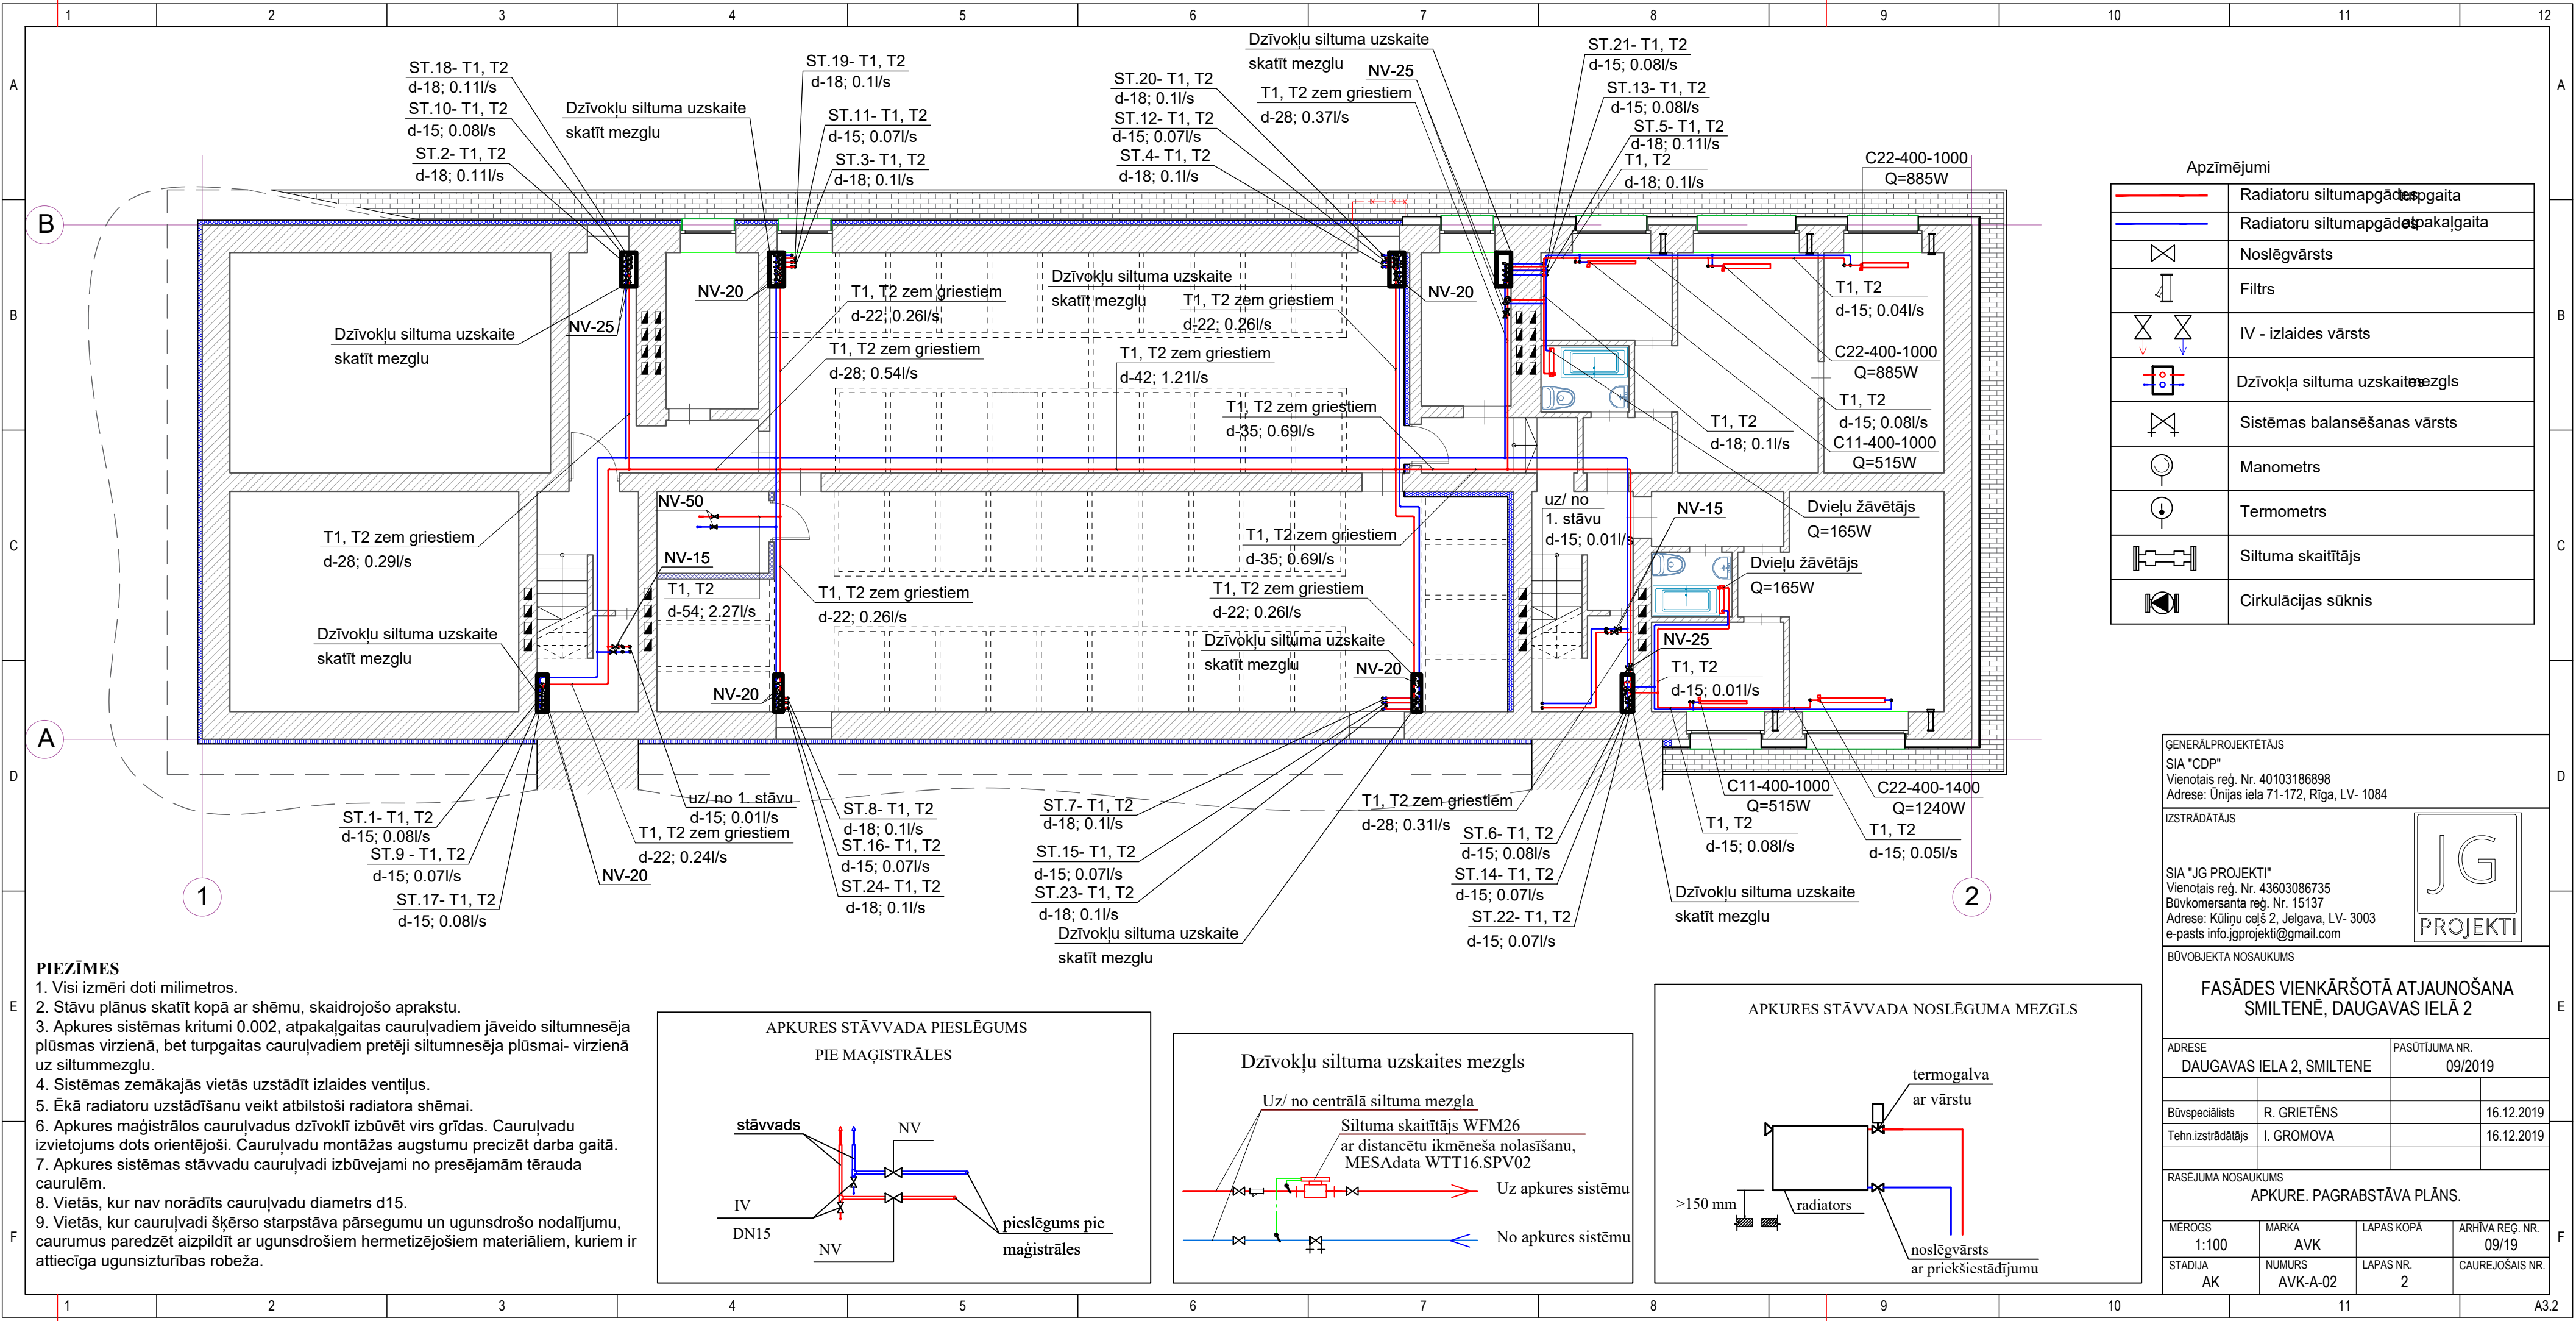 1 2 3 4 5 6 7 8 9 10 11 12
A
B
C
D
E
F
ST.18- T1, T2
d-18; 0.11l/s
ST.10- T1, T2
d-15; 0.08l/s
ST.2- T1, T2
d-18; 0.11l/s
Dzīvokļu siltuma uzskaite
skatīt mezglu
ST.19- T1, T2
d-18; 0.1l/s
ST.11- T1, T2
d-15; 0.07l/s
ST.3- T1, T2
d-18; 0.1l/s
ST.20- T1, T2
d-18; 0.1l/s
ST.12- T1, T2
d-15; 0.07l/s
ST.4- T1, T2
d-18; 0.1l/s
Dzīvokļu siltuma uzskaite
skatīt mezglu
NV-25
T1, T2 zem griestiem
d-28; 0.37l/s
ST.21- T1, T2
d-15; 0.08l/s
ST.13- T1, T2
d-15; 0.08l/s
ST.5- T1, T2
d-18; 0.11l/s
T1, T2
d-18; 0.1l/s
C22-400-1000
Q=885W
B
NV-20
NV-25
Dzīvokļu siltuma uzskaite
skatīt mezglu
T1, T2 zem griestiem
d-22; 0.26l/s
T1, T2 zem griestiem
d-28; 0.54l/s
Dzīvokļu siltuma uzskaite
skatīt mezglu
T1, T2 zem griestiem
d-22; 0.26l/s
NV-20
T1, T2 zem griestiem
d-42; 1.21l/s
T1, T2 zem griestiem
d-35; 0.69l/s
T1, T2
d-15; 0.04l/s
C22-400-1000
Q=885W
T1, T2
d-15; 0.08l/s
C11-400-1000
Q=515W
T1, T2
d-18; 0.1l/s
T1, T2 zem griestiem
d-28; 0.29l/s
NV-50
NV-15
T1, T2
d-54; 2.27l/s
T1, T2 zem griestiem
d-22; 0.26l/s
T1, T2 zem griestiem
d-35; 0.69l/s
T1, T2 zem griestiem
d-22; 0.26l/s
uz/ no
1. stāvu
d-15; 0.01l/s
NV-15
Dvieļu žāvētājs
Q=165W
Dvieļu žāvētājs
Q=165W
Dzīvokļu siltuma uzskaite
skatīt mezglu
NV-20
Dzīvokļu siltuma uzskaite
skatīt mezglu
NV-20
NV-25
T1, T2
d-15; 0.01l/s
A
1
2
uz/ no 1. stāvu
d-15; 0.01l/s
ST.1- T1, T2
d-15; 0.08l/s
ST.9 - T1, T2
d-15; 0.07l/s
ST.17- T1, T2
d-15; 0.08l/s
T1, T2 zem griestiem
d-22; 0.24l/s
NV-20
ST.8- T1, T2
d-18; 0.1l/s
ST.16- T1, T2
d-15; 0.07l/s
ST.24- T1, T2
d-18; 0.1l/s
ST.7- T1, T2
d-18; 0.1l/s
ST.15- T1, T2
d-15; 0.07l/s
ST.23- T1, T2
d-18; 0.1l/s
Dzīvokļu siltuma uzskaite
skatīt mezglu
T1, T2 zem griestiem
d-28; 0.31l/s
ST.6- T1, T2
d-15; 0.08l/s
ST.14- T1, T2
d-15; 0.07l/s
ST.22- T1, T2
d-15; 0.07l/s
Dzīvokļu siltuma uzskaite
skatīt mezglu
C11-400-1000
Q=515W
T1, T2
d-15; 0.08l/s
C22-400-1400
Q=1240W
T1, T2
d-15; 0.05l/s
Apzīmējumi
Radiatoru siltumapgādes turpgaita
Radiatoru siltumapgādes atpakaļgaita
Noslēgvārsts
Filtrs
IV - izlaides vārsts
Dzīvokļa siltuma uzskaites mezgls
Sistēmas balansēšanas vārsts
Manometrs
Termometrs
Siltuma skaitītājs
Cirkulācijas sūknis
PIEZĪMES
1. Visi izmēri doti milimetros.
2. Stāvu plānus skatīt kopā ar shēmu, skaidrojošo aprakstu.
3. Apkures sistēmas kritumi 0.002, atpakaļgaitas cauruļvadiem jāveido siltumnesēja
plūsmas virzienā, bet turpgaitas cauruļvadiem pretēji siltumnesēja plūsmai- virzienā
uz siltummezglu.
4. Sistēmas zemākajās vietās uzstādīt izlaides ventiļus.
5. Ēkā radiatoru uzstādīšanu veikt atbilstoši radiatora shēmai.
6. Apkures maģistrālos cauruļvadus dzīvoklī izbūvēt virs grīdas. Cauruļvadu
izvietojums dots orientējoši. Cauruļvadu montāžas augstumu precizēt darba gaitā.
7. Apkures sistēmas stāvvadu cauruļvadi izbūvejami no presējamām tērauda
caurulēm.
8. Vietās, kur nav norādīts cauruļvadu diametrs d15.
9. Vietās, kur cauruļvadi šķērso starpstāva pārsegumu un ugunsdrošo nodalījumu,
caurumus paredzēt aizpildīt ar ugunsdrošiem hermetizējošiem materiāliem, kuriem ir
attiecīga ugunsizturības robeža.
APKURES STĀVVADA PIESLĒGUMS
PIE MAĢISTRĀLES
stāvvads
NV
IV
DN15
NV
pieslēgums pie
maģistrāles
Dzīvokļu siltuma uzskaites mezgls
Uz/ no centrālā siltuma mezgla
Siltuma skaitītājs WFM26
ar distancētu ikmēneša nolasīšanu,
MESAdata WTT16.SPV02
Uz apkures sistēmu
No apkures sistēmu
APKURES STĀVVADA NOSLĒGUMA MEZGLS
termogalva
ar vārstu
>150 mm
radiators
noslēgvārsts
ar priekšiestādījumu
ĢENERĀLPROJEKTĒTĀJS
SIA "CDP"
Vienotais reģ. Nr. 40103186898
Adrese: Ūnijas iela 71-172, Rīga, LV- 1084
IZSTRĀDĀTĀJS
SIA "JG PROJEKTI"
Vienotais reģ. Nr. 43603086735
Būvkomersanta reģ. Nr. 15137
Adrese: Kūliņu ceļš 2, Jelgava, LV- 3003
e-pasts info.jgprojekti@gmail.com
JG
PROJEKTI
BŪVOBJEKTA NOSAUKUMS
FASĀDES VIENKĀRŠOTĀ ATJAUNOŠANA
SMILTENĒ, DAUGAVAS IELĀ 2
ADRESE PASŪTĪJUMA NR.
DAUGAVAS IELA 2, SMILTENE 09/2019
Būvspeciālists R. GRIETĒNS 16.12.2019
Tehn.izstrādātājs I. GROMOVA 16.12.2019
RASĒJUMA NOSAUKUMS
APKURE. PAGRABSTĀVA PLĀNS.
MĒROGS MARKA LAPAS KOPĀ ARHĪVA REĢ. NR.
1:100 AVK 09/19
STADIJA NUMURS LAPAS NR. CAUREJOŠAIS NR.
AK AVK-A-02 2
1 2 3 4 5 6 7 8 9 10 11 A3.2